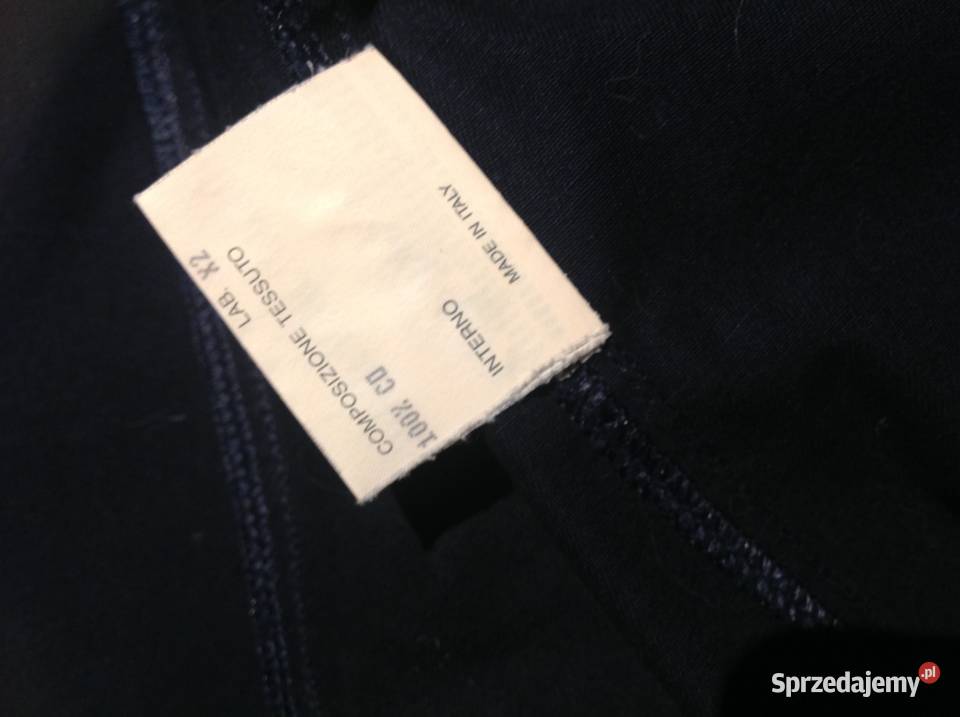 LAB. X2
COMPOSIZIONE TESSUTO
100% CO
INTERNO
MADE IN ITALY
Sprzedajemy.pl